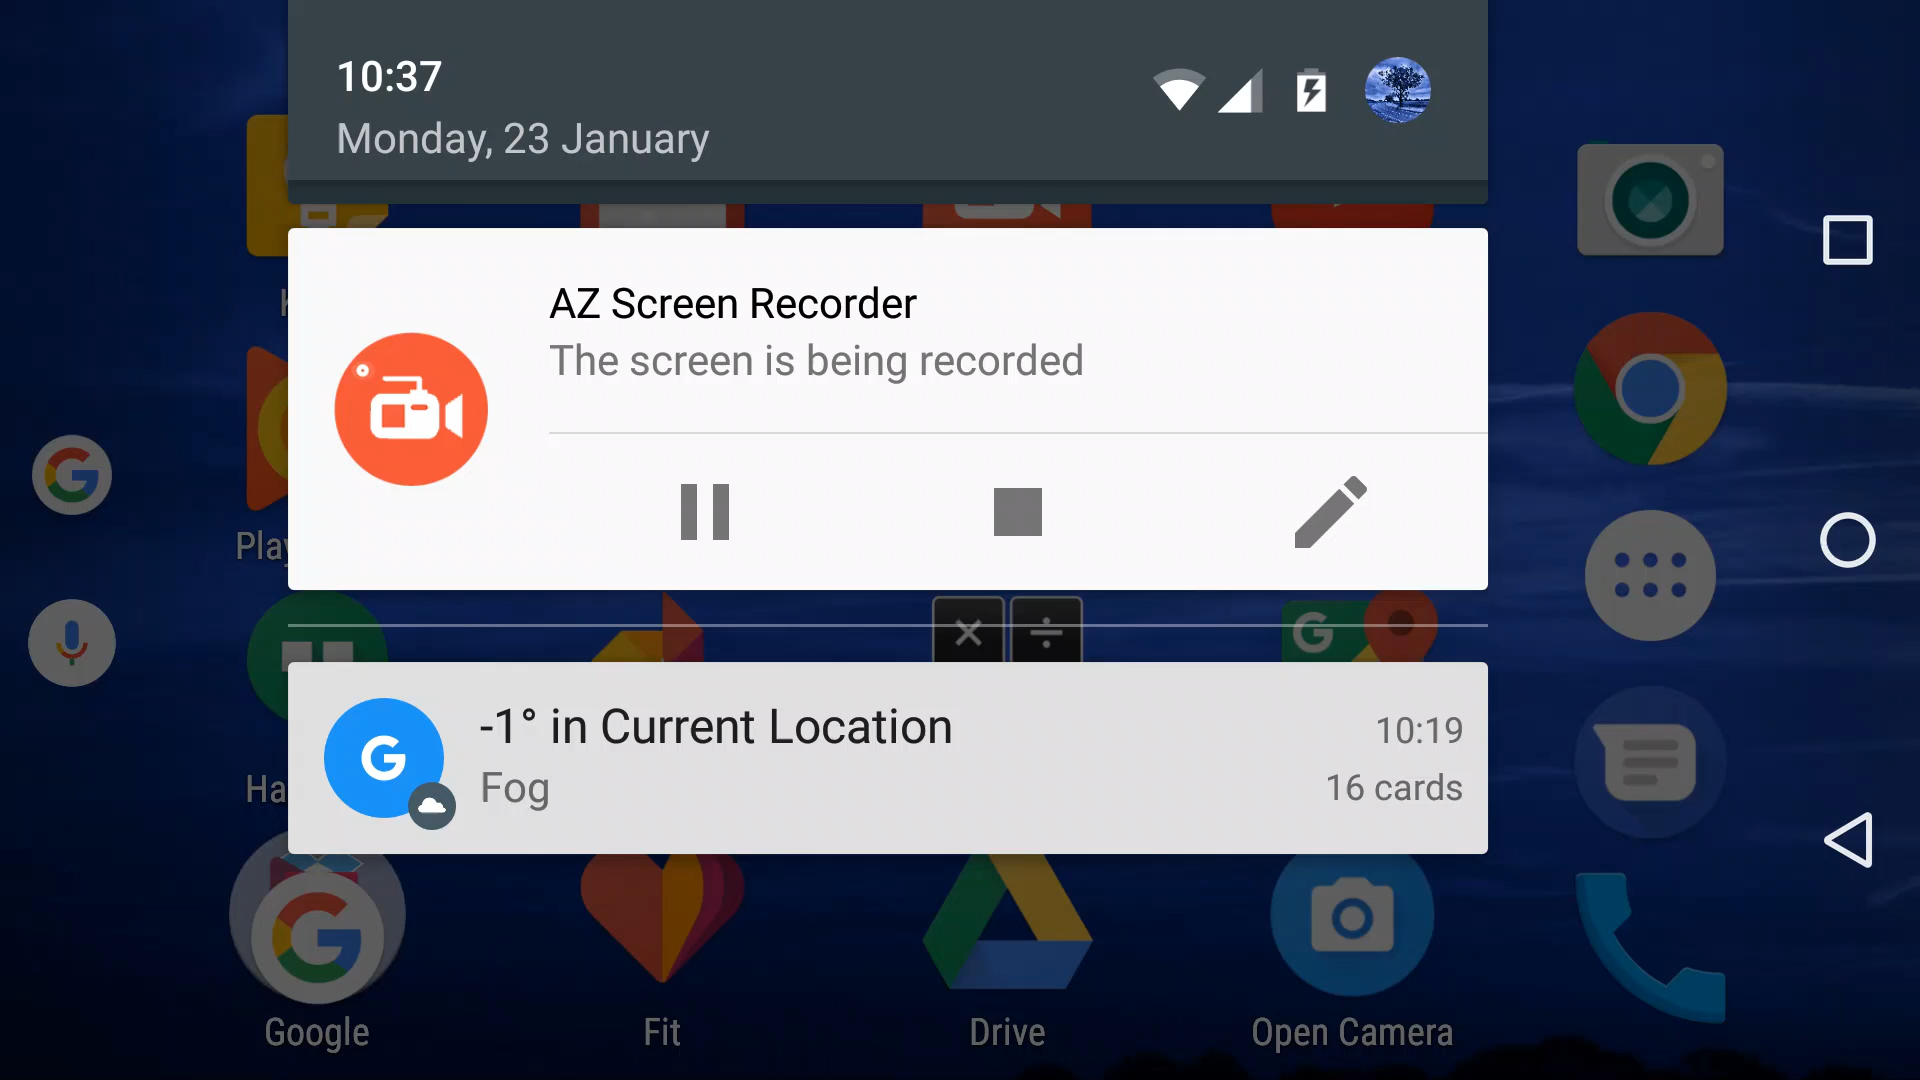 10:37
Monday, 23 January
AZ Screen Recorder
The screen is being recorded
Play
-1° in Current Location
10:19
Fog
16 cards
Ha
Google
Fit
Drive
Open Camera